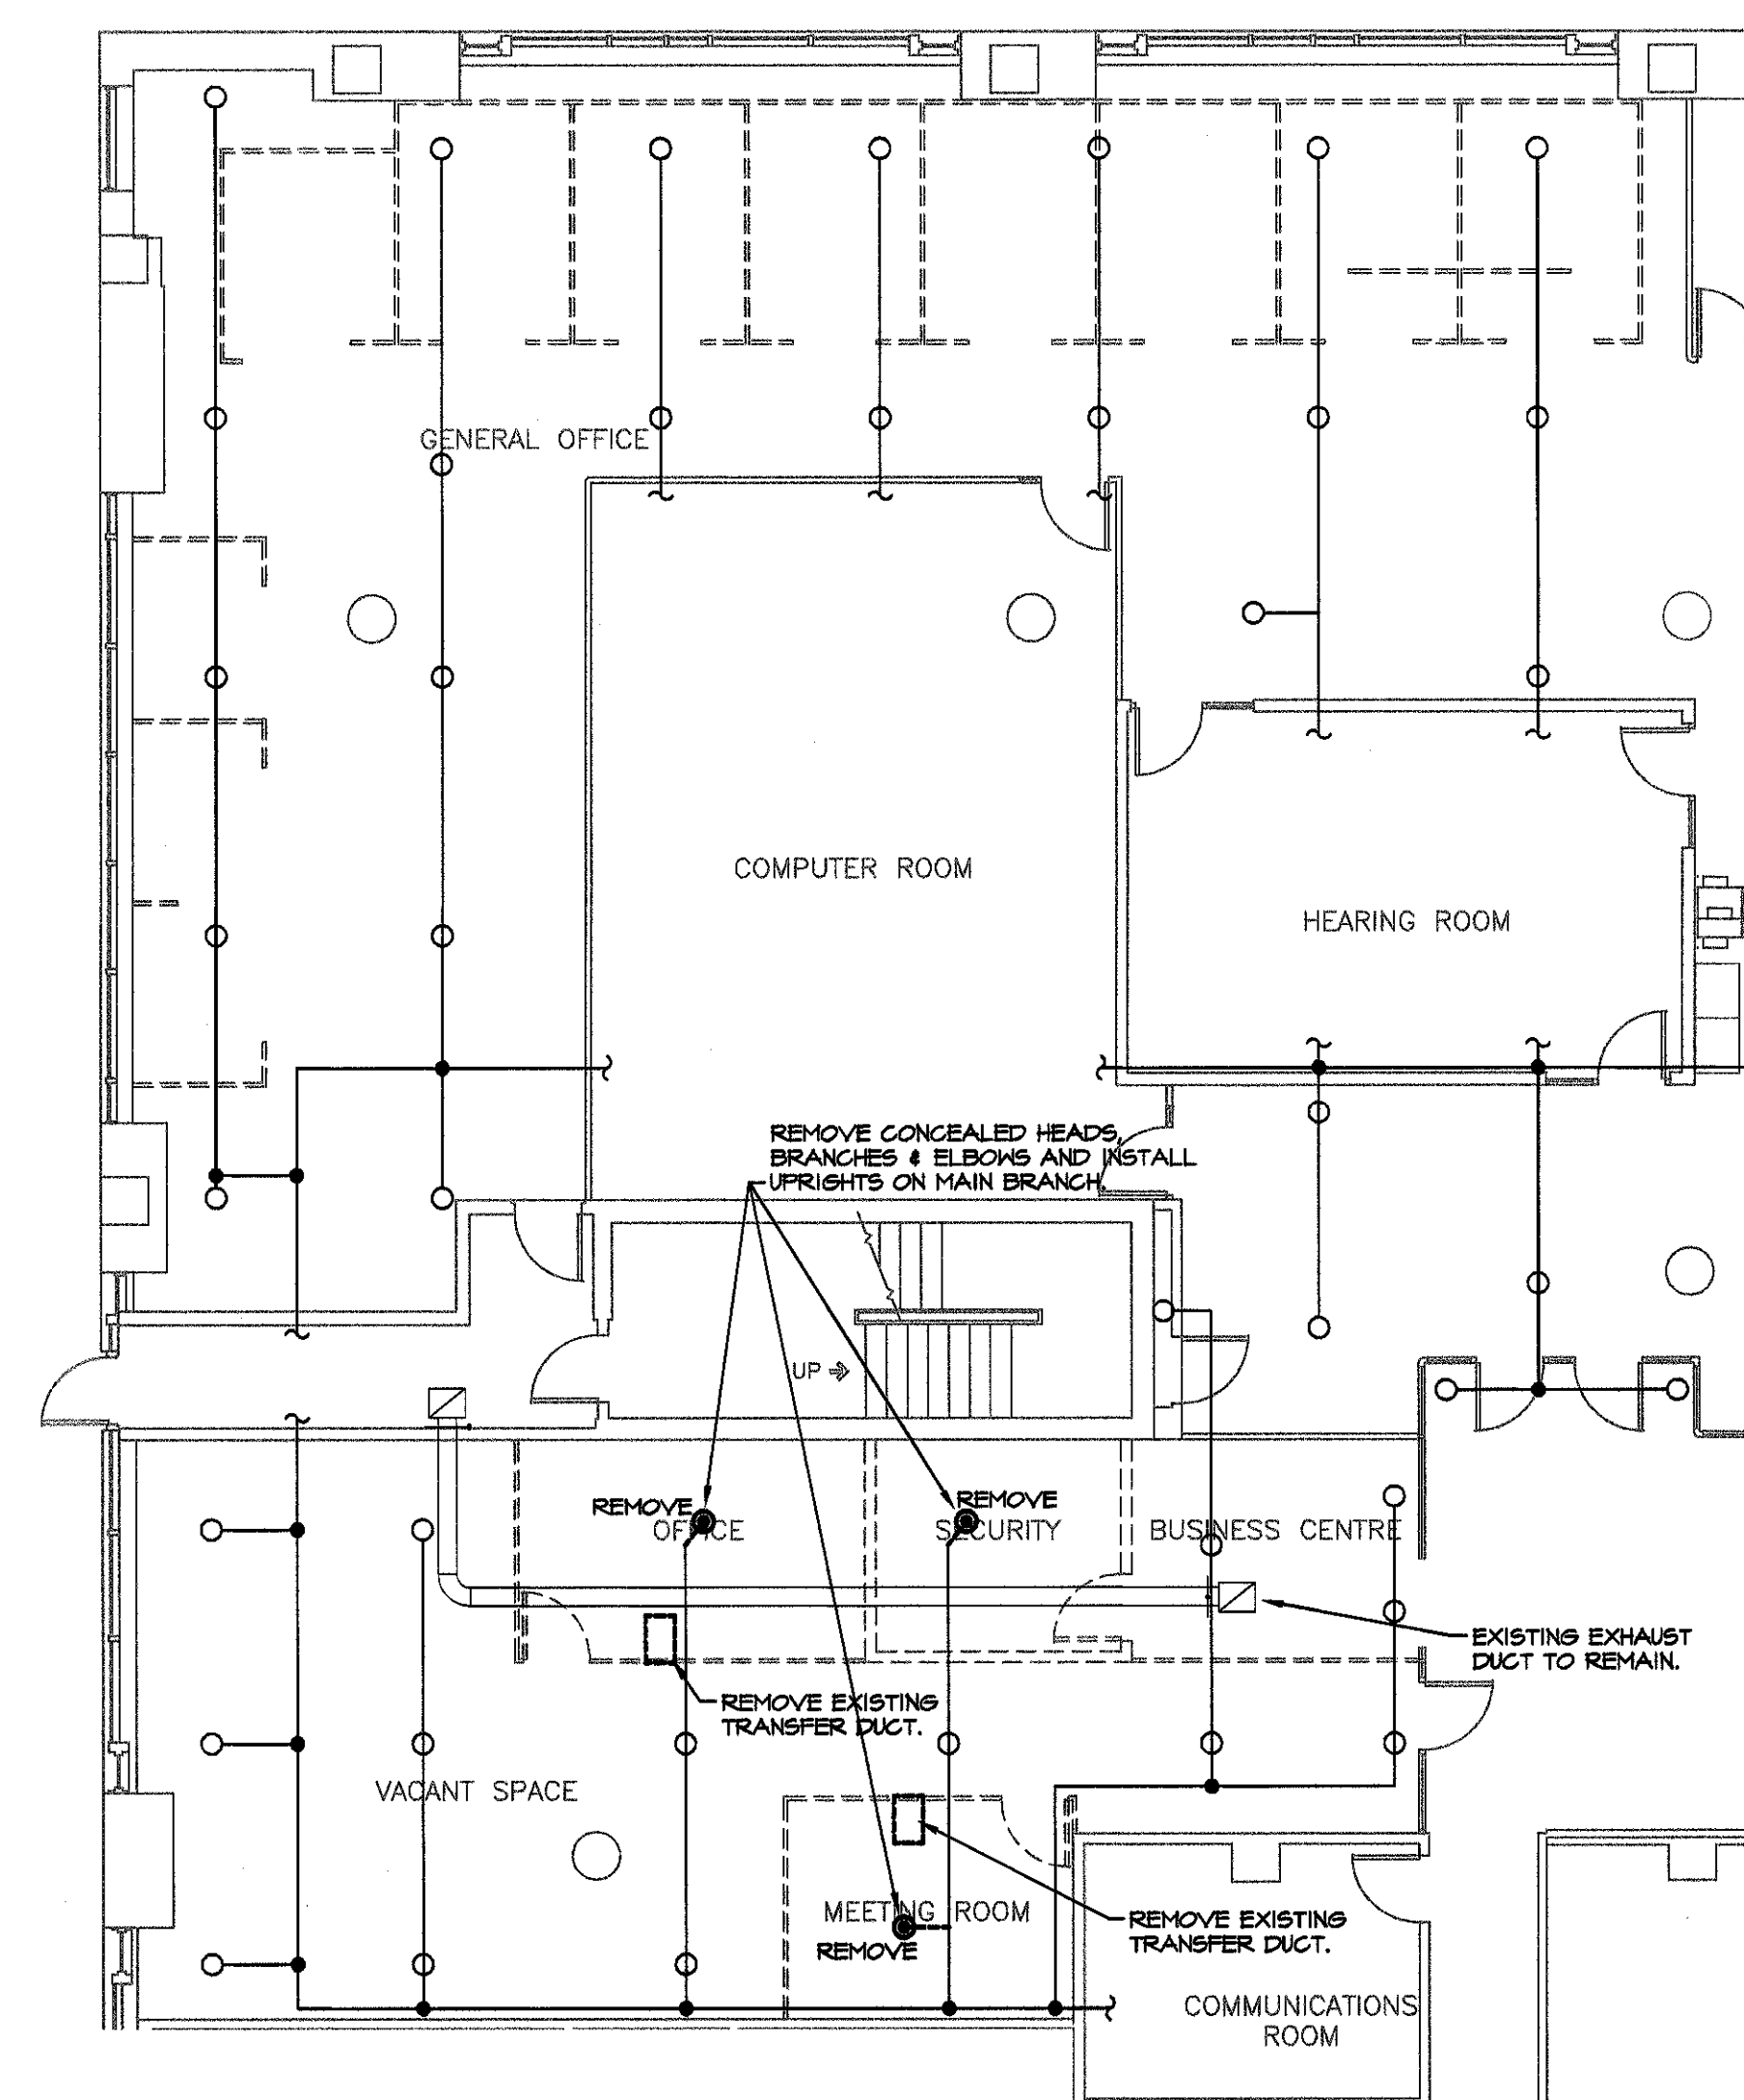 GENERAL OFFICE
COMPUTER ROOM
HEARING ROOM
REMOVE CONCEALED HEADS,
BRANCHES & ELBOWS AND INSTALL
UPRIGHTS ON MAIN BRANCH.
UP
REMOVE
OFFICE
REMOVE
SECURITY
BUSINESS CENTRE
EXISTING EXHAUST
DUCT TO REMAIN.
REMOVE EXISTING
TRANSFER DUCT.
VACANT SPACE
MEETING ROOM
REMOVE
REMOVE EXISTING
TRANSFER DUCT.
COMMUNICATIONS
ROOM